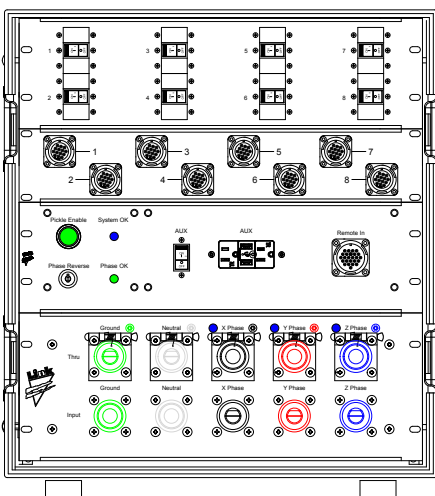 1 3 5 7
2 4 6 8
1 3 5 7
2 4 6 8
Pickle Enable System OK
AUX AUX Remote In
Phase Reverse Phase OK
Ground Neutral X Phase Y Phase Z Phase
Thru
Link
Ground Neutral X Phase Y Phase Z Phase
Input